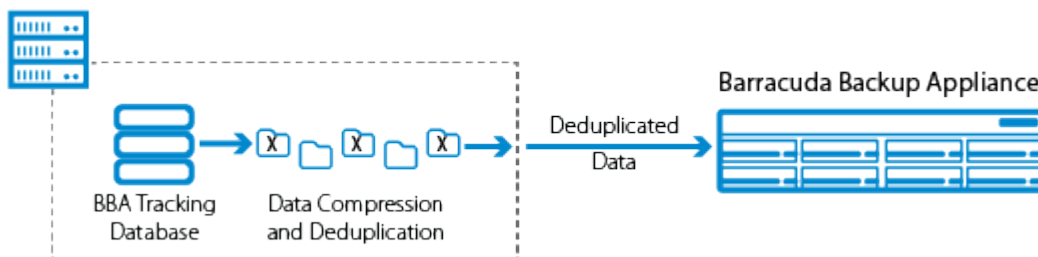 Barracuda Backup Appliance
X
X
X
Deduplicated
Data
BBA Tracking
Database
Data Compression
and Deduplication